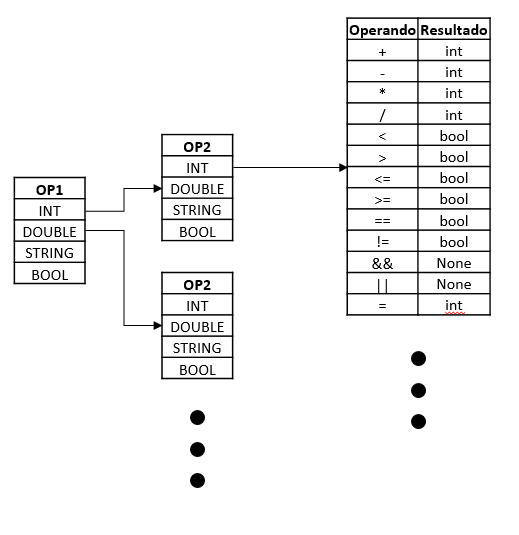 OP1
INT
DOUBLE
STRING
BOOL
OP2
INT
DOUBLE
STRING
BOOL
OP2
INT
DOUBLE
STRING
BOOL
Operando Resultado
+ int
- int
* int
/ int
< bool
> bool
<= bool
>= bool
== bool
!= bool
&& None
|| None
= int